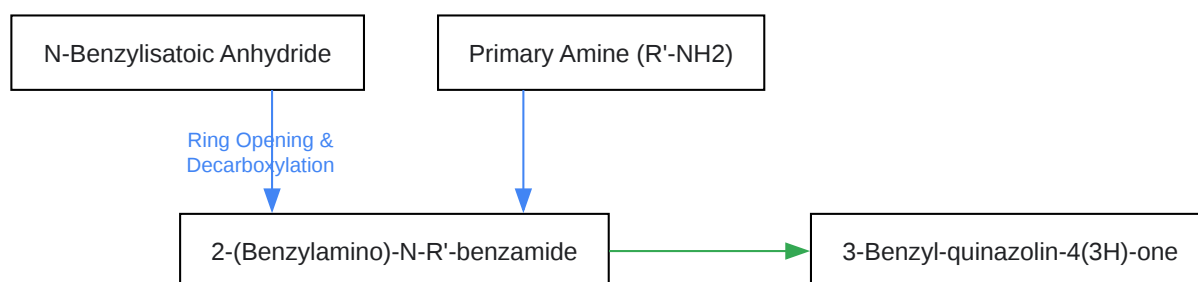 N-Benzylisatoic Anhydride
Primary Amine (R'-NH2)
Ring Opening &
Decarboxylation
2-(Benzylamino)-N-R'-benzamide
3-Benzyl-quinazolin-4(3H)-one